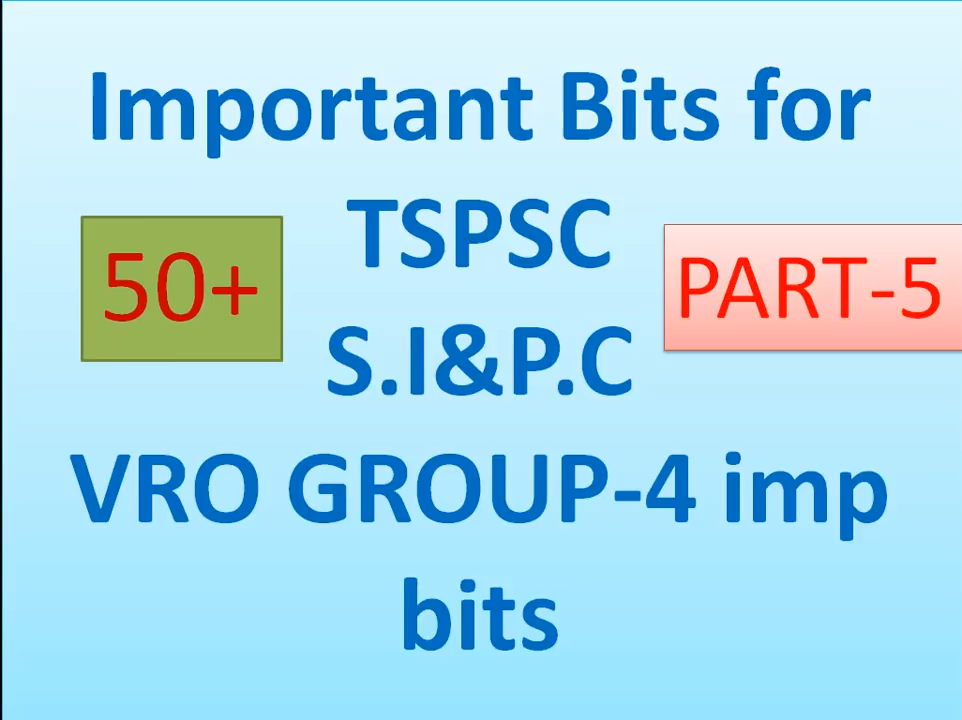 Important Bits for
TSPSC
50+
PART-5
S.I&P.C
VRO GROUP-4 imp
bits